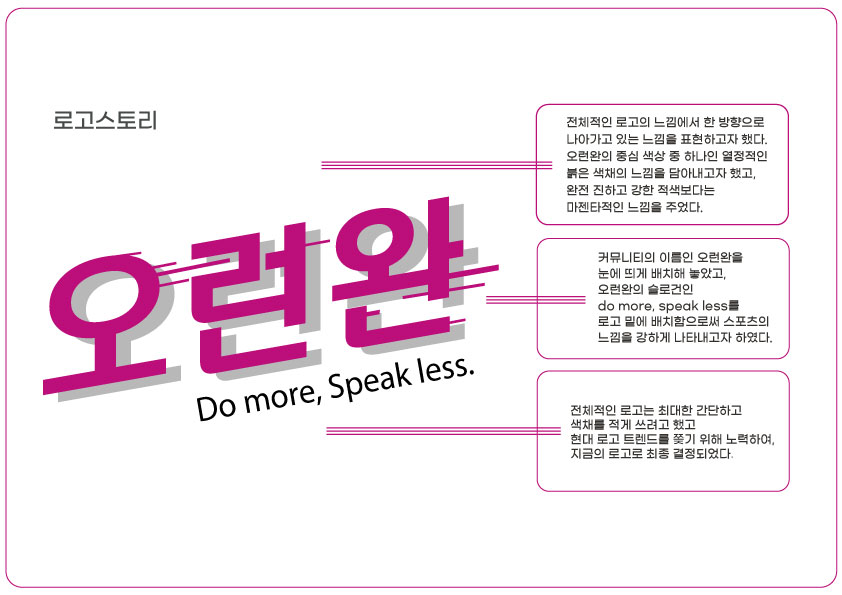 로고스토리
전체적인 로고의 느낌에서 한 방향으로
나아가고 있는 느낌을 표현하고자 했다.
오런완의 중심 색상 중 하나인 열정적인
붉은 색채의 느낌을 담아내고자 했고,
완전 진하고 강한 적색보다는
마젠타적인 느낌을 주었다.
오런완
Do more, Speak less.
커뮤니티의 이름인 오런완을
눈에 띄게 배치해 놓았고,
오런완의 슬로건인
do more, speak less를
로고 밑에 배치함으로써 스포츠의
느낌을 강하게 나타내고자 하였다.
전체적인 로고는 최대한 간단하고
색채를 적게 쓰려고 했고
현대 로고 트렌드를 쫓기 위해 노력하여,
지금의 로고로 최종 결정되었다.